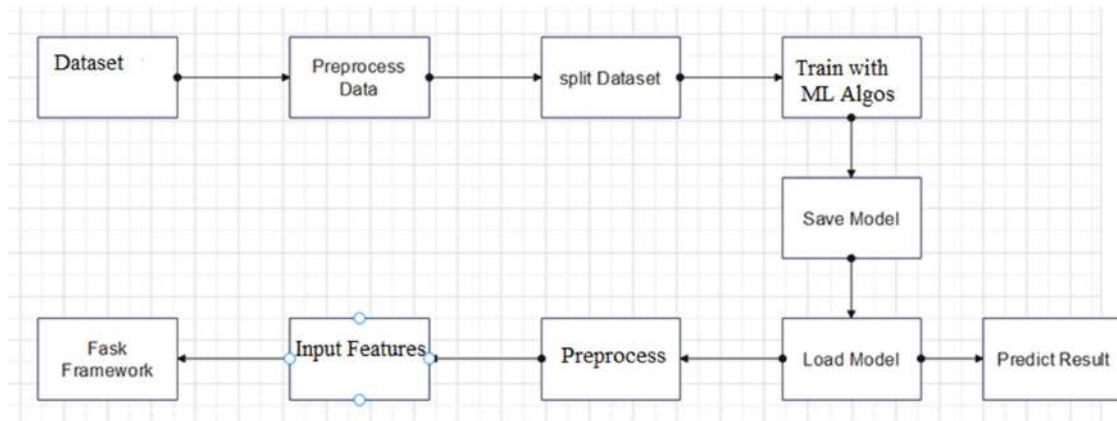 Dataset
Preprocess
Data
split Dataset
Train with
ML Algos
Save Model
Fask
Framework
Input Features
Preprocess
Load Model
Predict Result